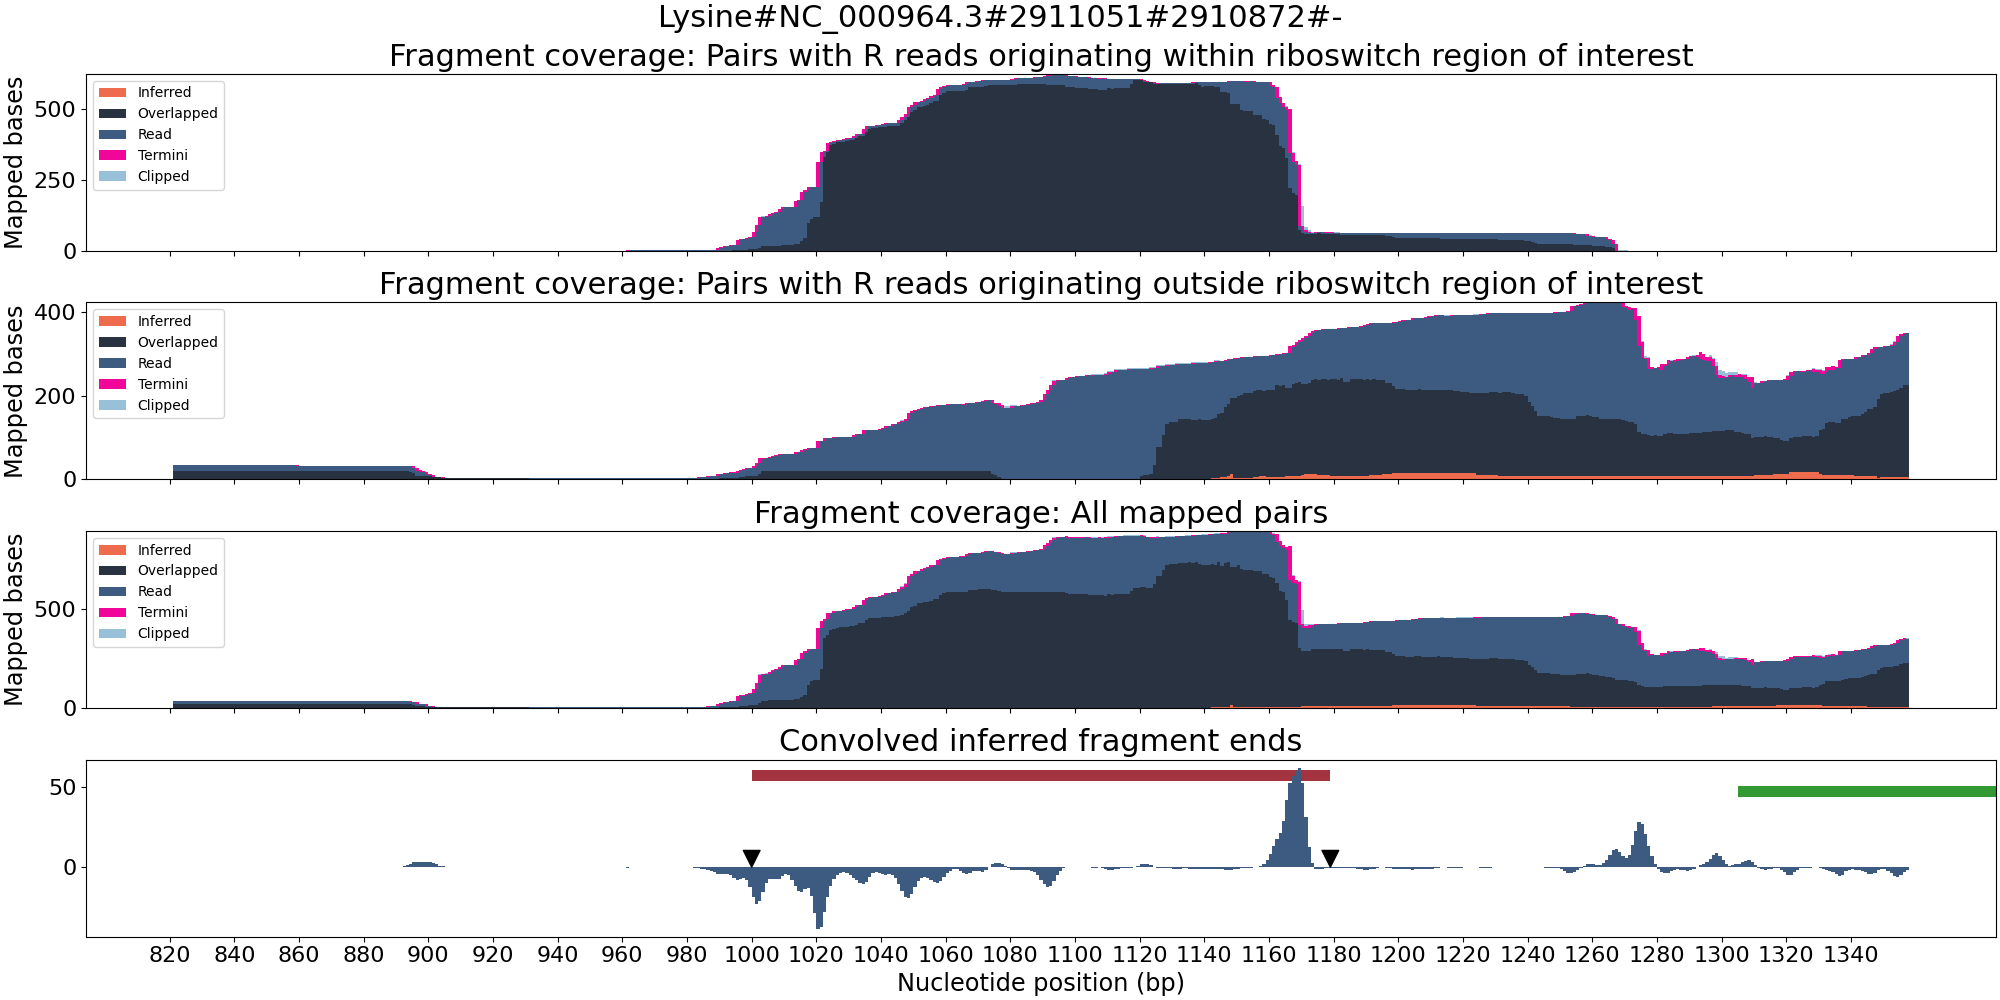 Lysine#NC_000964.3#2911051#2910872#-
Fragment coverage: Pairs with R reads originating within riboswitch region of interest
Mapped bases
500
250
0
Inferred
Overlapped
Read
Termini
Clipped
Fragment coverage: Pairs with R reads originating outside riboswitch region of interest
Mapped bases
400
200
0
Inferred
Overlapped
Read
Termini
Clipped
Fragment coverage: All mapped pairs
Mapped bases
500
0
Inferred
Overlapped
Read
Termini
Clipped
Convolved inferred fragment ends
50
0
820 840 860 880 900 920 940 960 980 1000 1020 1040 1060 1080 1100 1120 1140 1160 1180 1200 1220 1240 1260 1280 1300 1320 1340
Nucleotide position (bp)